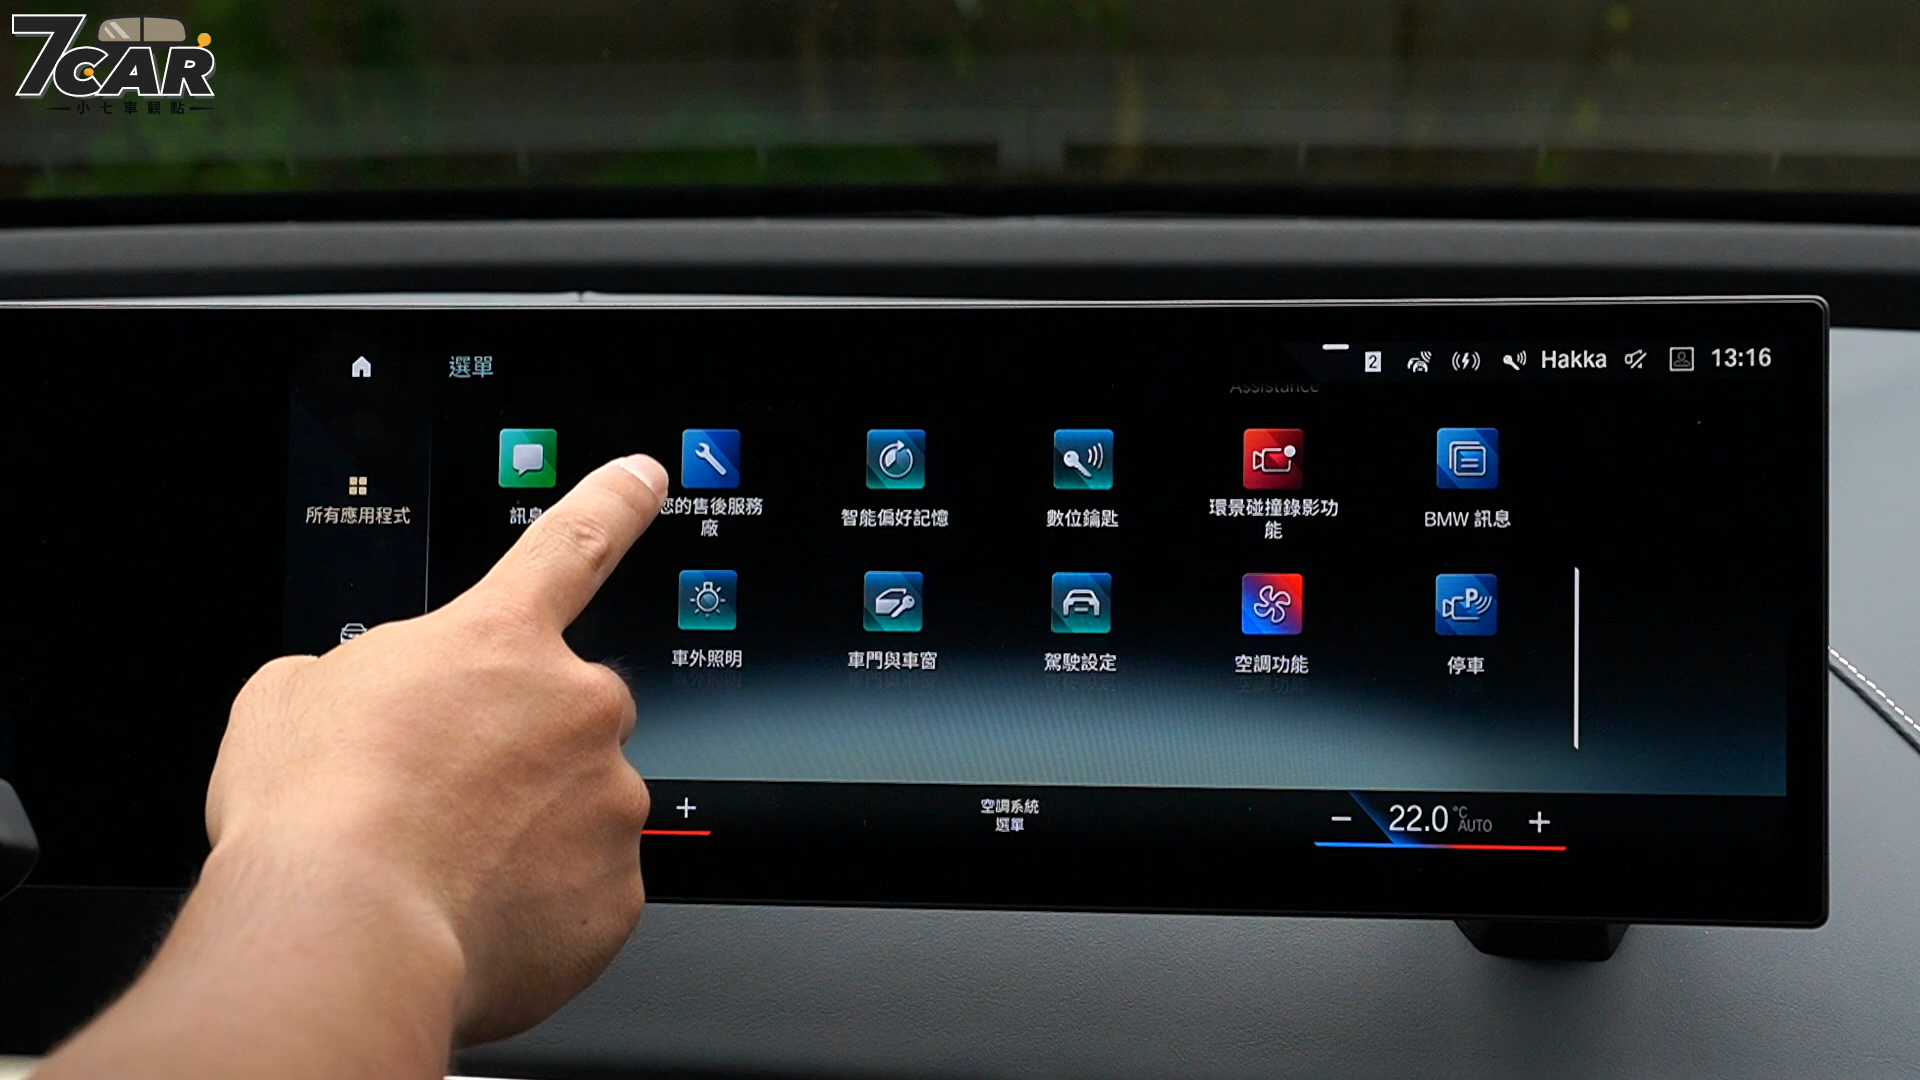 7CAR
小七車觀點
選單
2
Hakka
13:16
Assistance
所有應用程式
訊息
您的售後服務
廠
智能偏好記憶
數位鑰匙
環景碰撞錄影功
能
BMW 訊息
車外照明
車門與車窗
駕駛設定
空調功能
P
停車
+
空調系統
選單
− 22.0 °C AUTO +